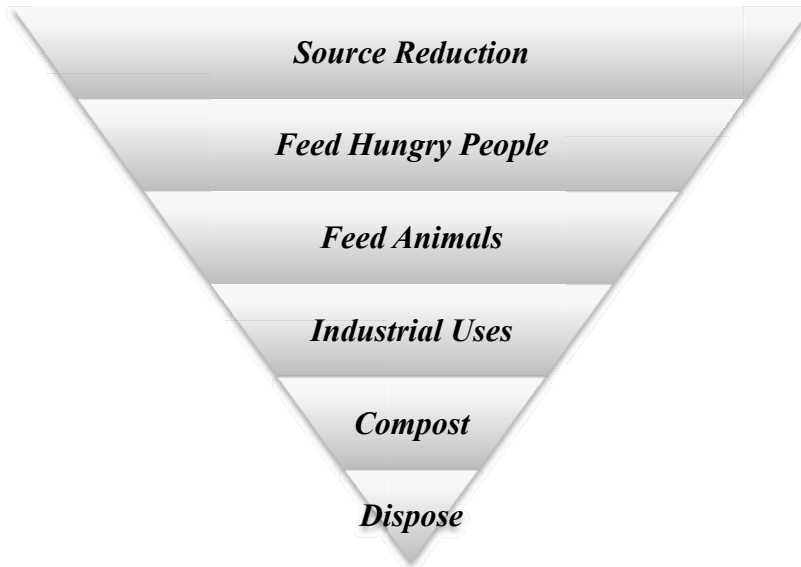 Source Reduction
Feed Hungry People
Feed Animals
Industrial Uses
Compost
Dispose